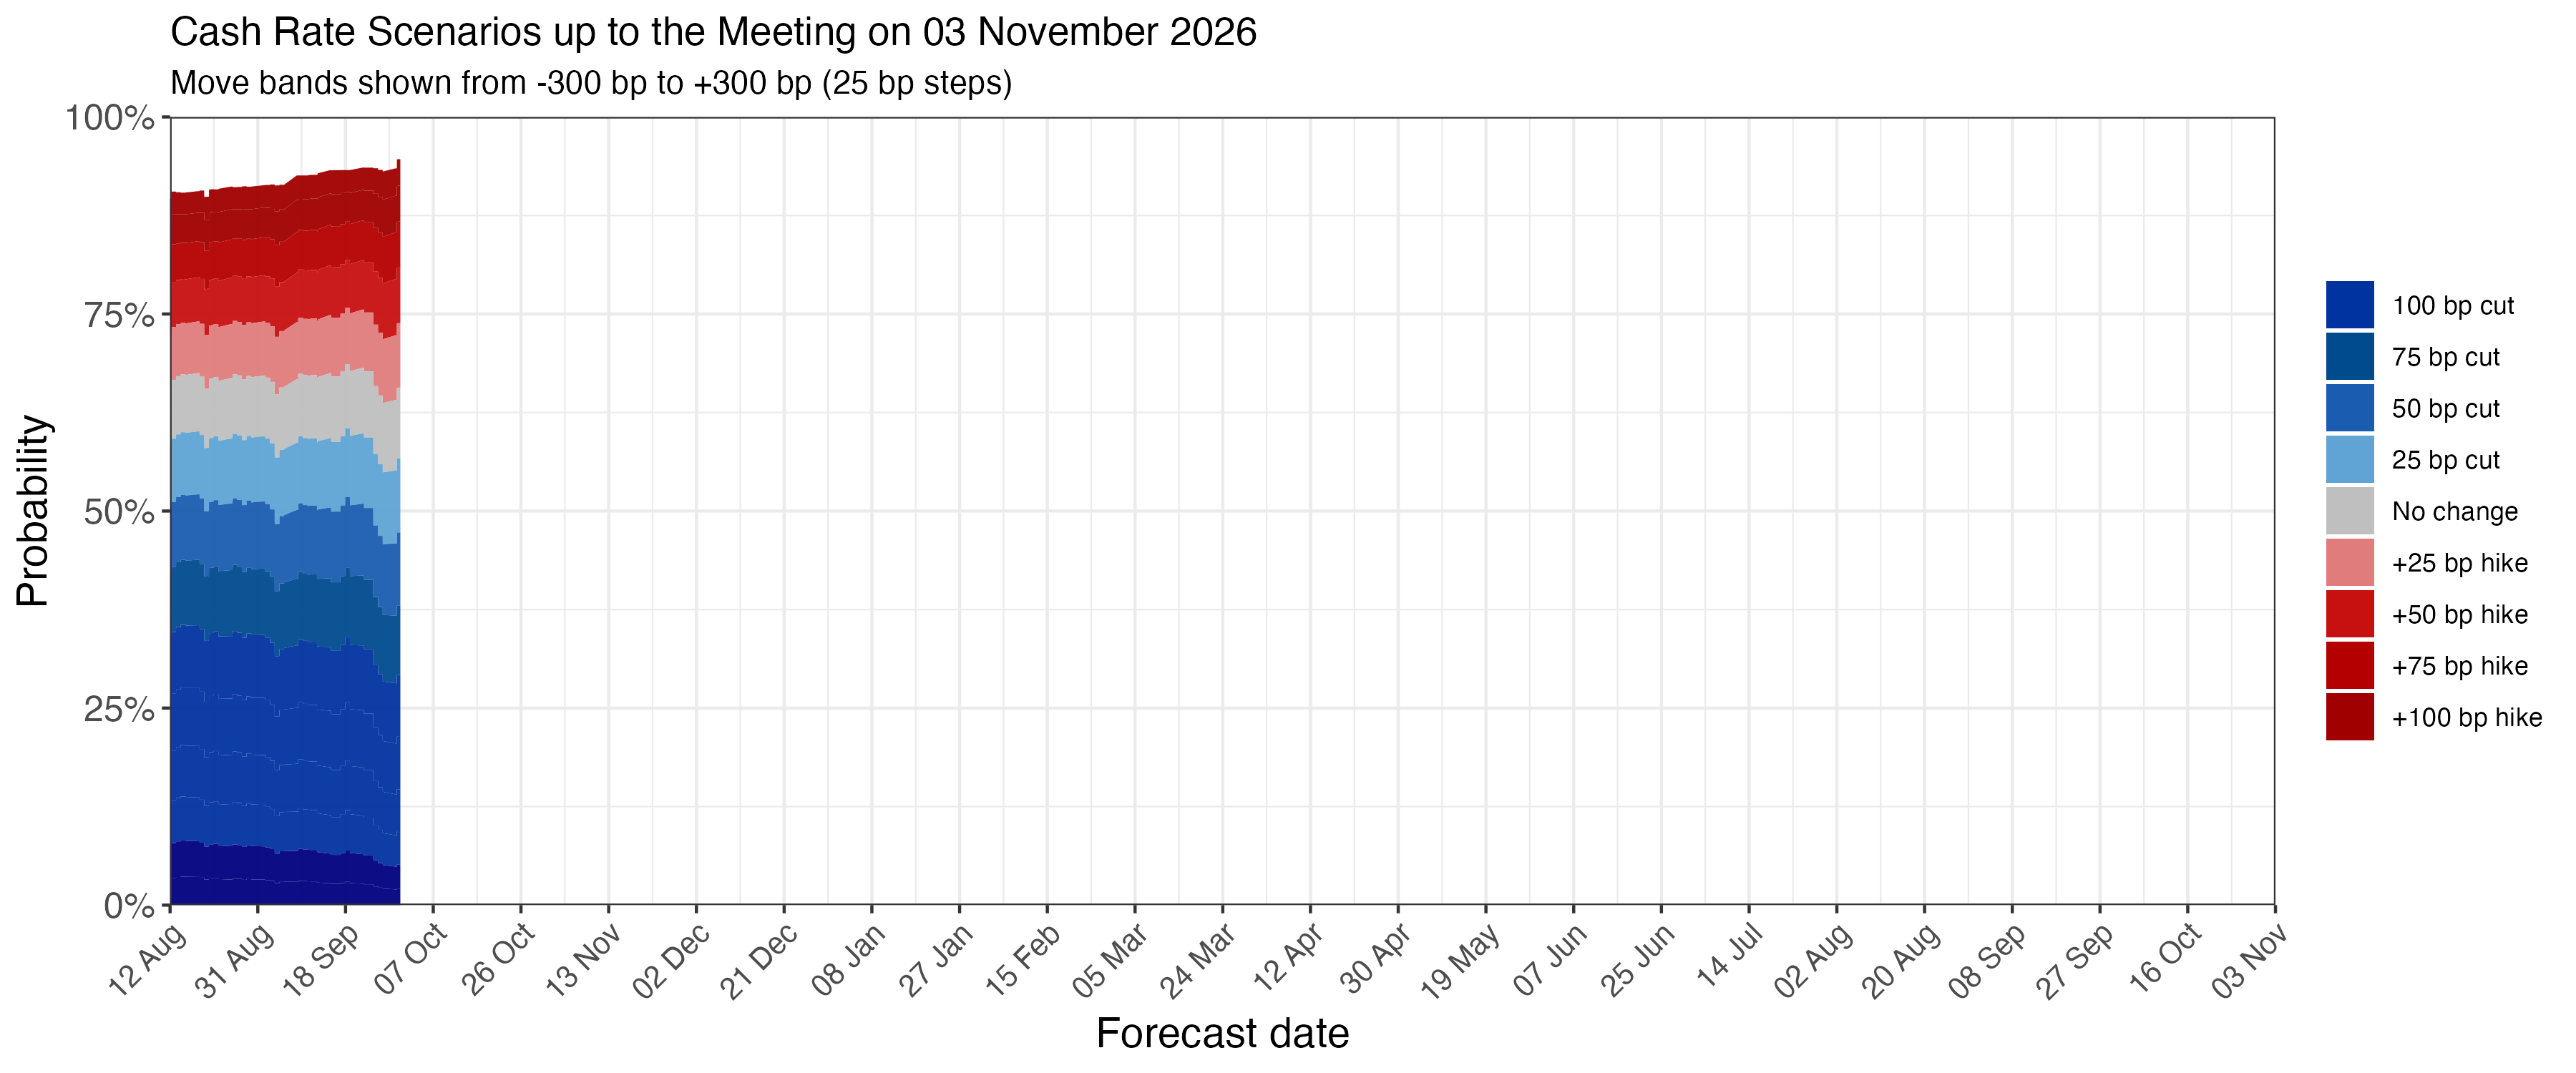 Cash Rate Scenarios up to the Meeting on 03 November 2026
Move bands shown from -300 bp to +300 bp (25 bp steps)
Probability
100%
75%
50%
25%
0%
100 bp cut
75 bp cut
50 bp cut
25 bp cut
No change
+25 bp hike
+50 bp hike
+75 bp hike
+100 bp hike
12 Aug
31 Aug
18 Sep
07 Oct
26 Oct
13 Nov
02 Dec
21 Dec
08 Jan
27 Jan
15 Feb
05 Mar
24 Mar
12 Apr
30 Apr
19 May
07 Jun
25 Jun
14 Jul
02 Aug
20 Aug
08 Sep
27 Sep
16 Oct
03 Nov
Forecast date